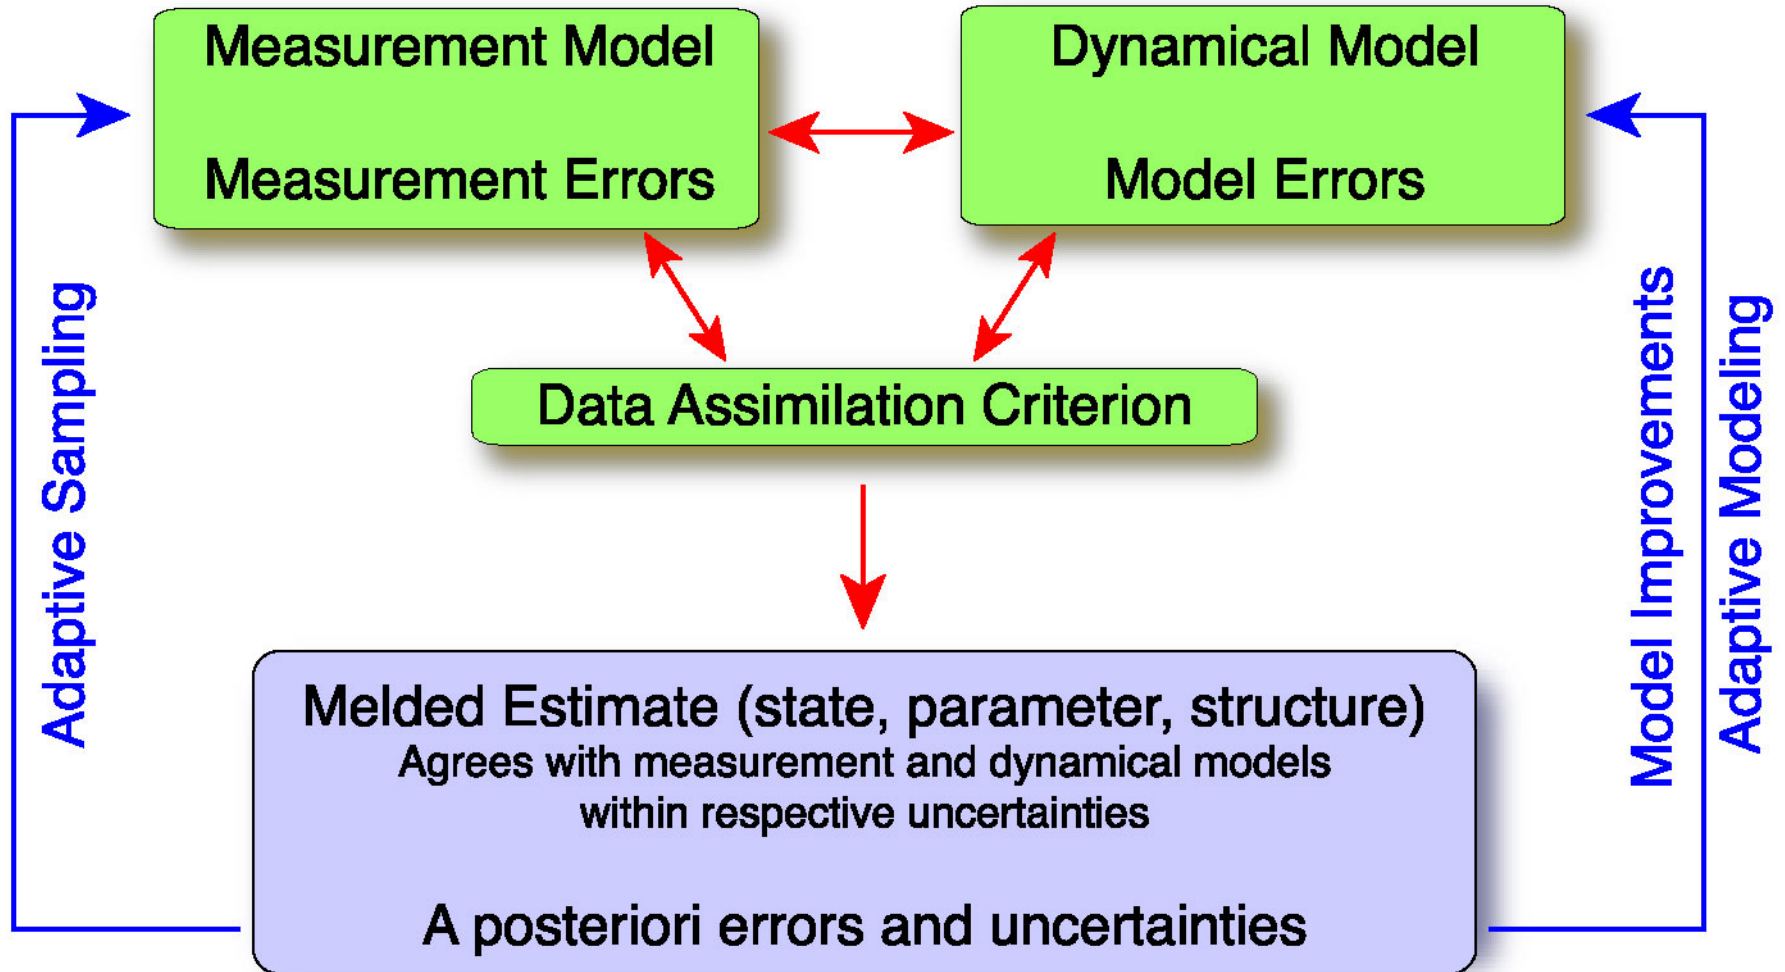 Measurement Model
Measurement Errors
Dynamical Model
Model Errors
Data Assimilation Criterion
Adaptive Sampling
Model Improvements
Adaptive Modeling
Melded Estimate (state, parameter, structure)
Agrees with measurement and dynamical models
within respective uncertainties
A posteriori errors and uncertainties